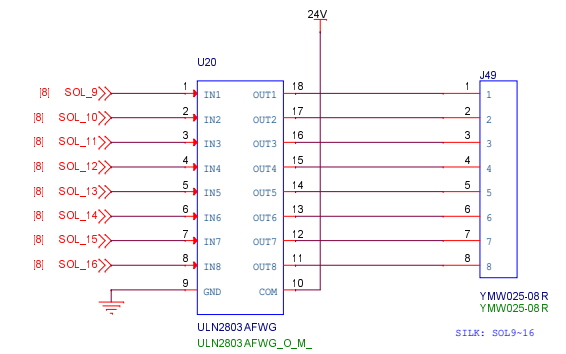 24V
U20
J49
[8] SOL_9 1 IN1 OUT1 18 1 1
[8] SOL_10 2 IN2 OUT2 17 2 2
[8] SOL_11 3 IN3 OUT3 16 3 3
[8] SOL_12 4 IN4 OUT4 15 4 4
[8] SOL_13 5 IN5 OUT5 14 5 5
[8] SOL_14 6 IN6 OUT6 13 6 6
[8] SOL_15 7 IN7 OUT7 12 7 7
[8] SOL_16 8 IN8 OUT8 11 8 8
9 GND COM 10
YMW025-08R
YMW025-08R
ULN2803AFWG
SILK: SOL9~16
ULN2803AFWG_O_M_